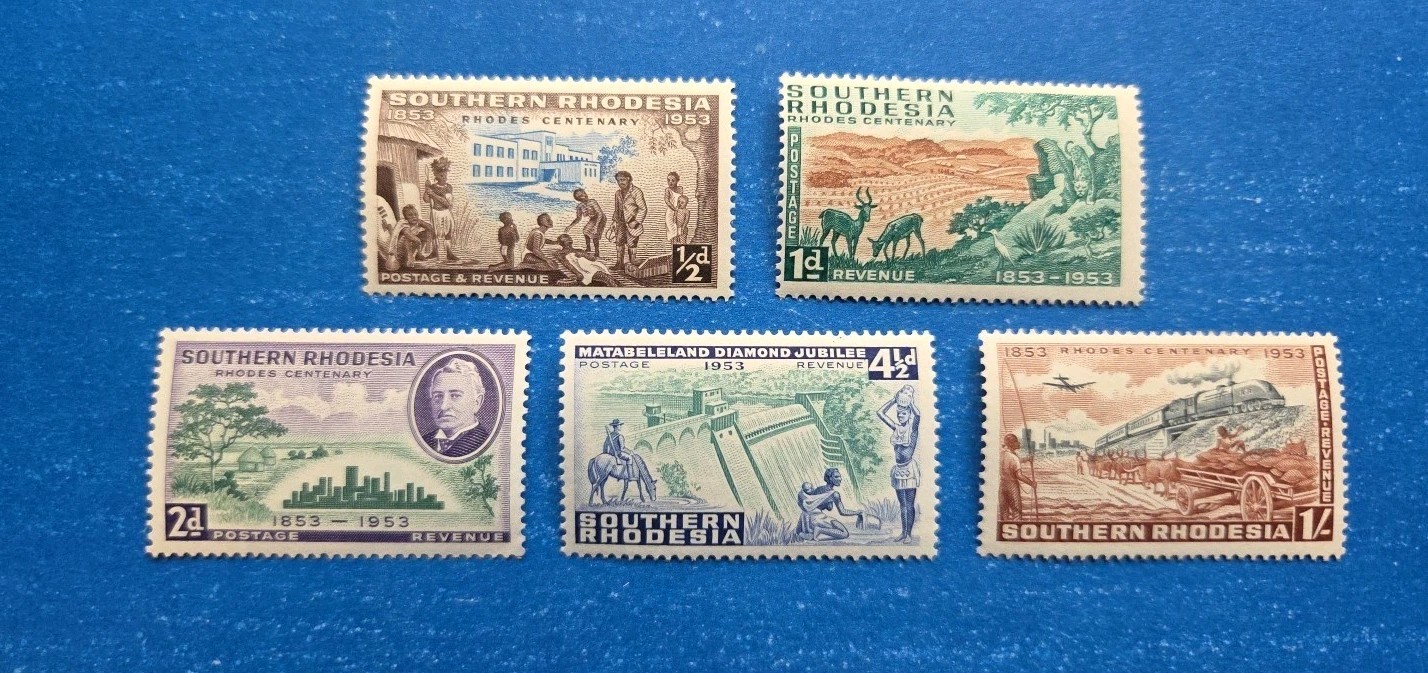 SOUTHERN RHODESIA
1853 RHODES CENTENARY 1953
POSTAGE & REVENUE 1/2d
SOUTHERN
RHODESIA
RHODES CENTENARY
POSTAGE
1d REVENUE 1853-1953
SOUTHERN RHODESIA
RHODES CENTENARY
1853 — 1953
2d POSTAGE REVENUE
MATABELELAND DIAMOND JUBILEE 4½d
POSTAGE 1953 REVENUE
SOUTHERN
RHODESIA
1853 RHODES CENTENARY 1953
POSTAGE·REVENUE
SOUTHERN RHODESIA 1/-